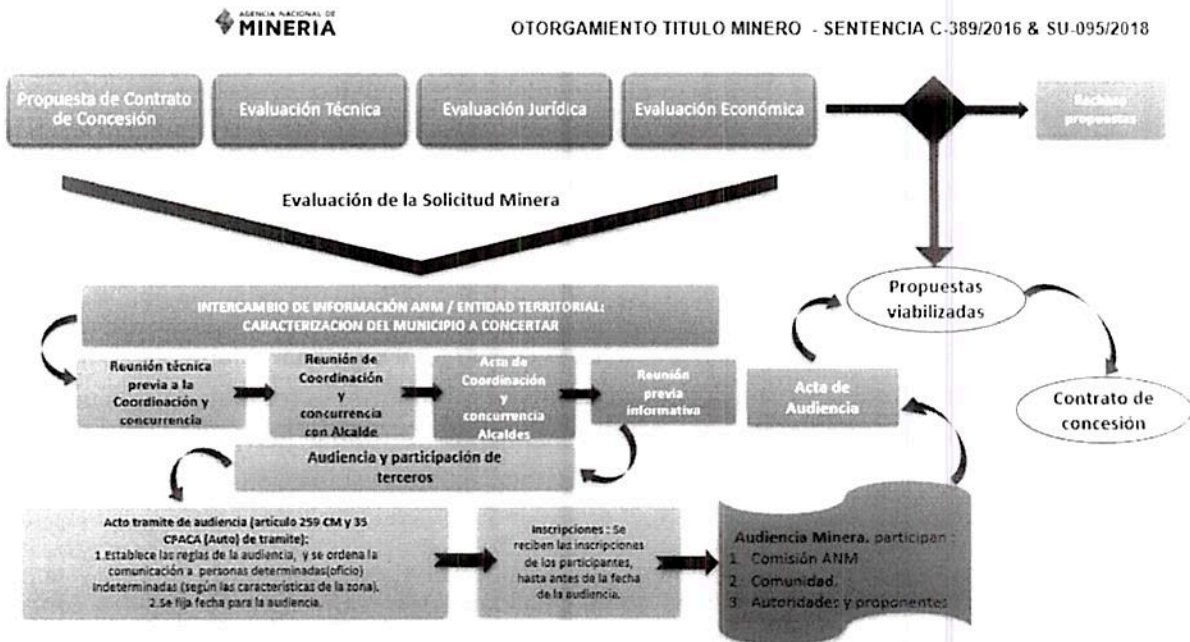 AGENCIA NACIONAL DE
MINERIA
OTORGAMIENTO TITULO MINERO - SENTENCIA C-389/2016 & SU-095/2018
Propuesta de Contrato
de Concesión
Evaluación Técnica
Evaluación Jurídica
Evaluación Económica
Rechazo
propuestas
Evaluación de la Solicitud Minera
INTERCAMBIO DE INFORMACIÓN ANM / ENTIDAD TERRITORIAL:
CARACTERIZACION DEL MUNICIPIO A CONCERTAR
Propuestas
viabilizadas
Reunión técnica
previa a la
Coordinación y
concurrencia
Reunión de
Coordinación
y
concurrencia
con Alcalde
Acta de
Coordinación
y
concurrencia
Alcaldes
Reunión
previa
informativa
Acta de
Audiencia
Contrato de
concesión
Audiencia y participación de
terceros
Acto tramite de audiencia (artículo 259 CM y 35
CPACA (Auto) de tramite):
1.Establece las reglas de la audiencia, y se ordena la
comunicación a personas determinadas(oficio)
indeterminadas (según las características de la zona).
2.Se fija fecha para la audiencia.
Inscripciones : Se
reciben las inscripciones
de los participantes,
hasta antes de la fecha
de la audiencia.
Audiencia Minera. participan :
1. Comisión ANM
2. Comunidad.
3. Autoridades y proponentes